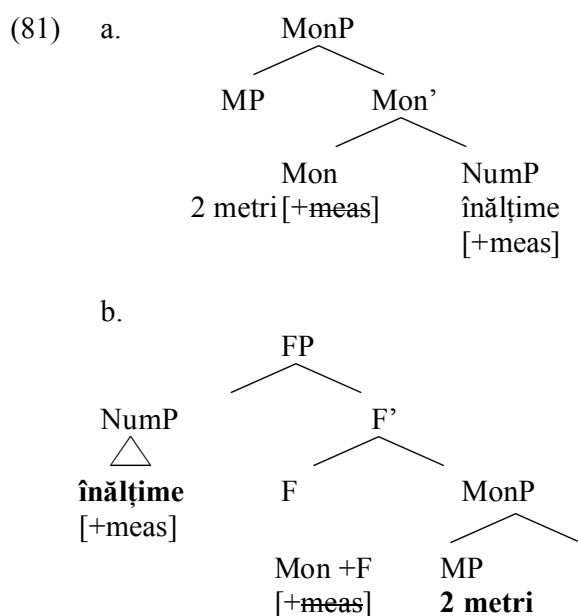 (81) a. MonP
MP Mon’
Mon NumP
2 metri [+meas] înălțime
[+meas]
b.
FP
NumP F’
înălțime F MonP
[+meas]
Mon +F MP
[+meas] 2 metri